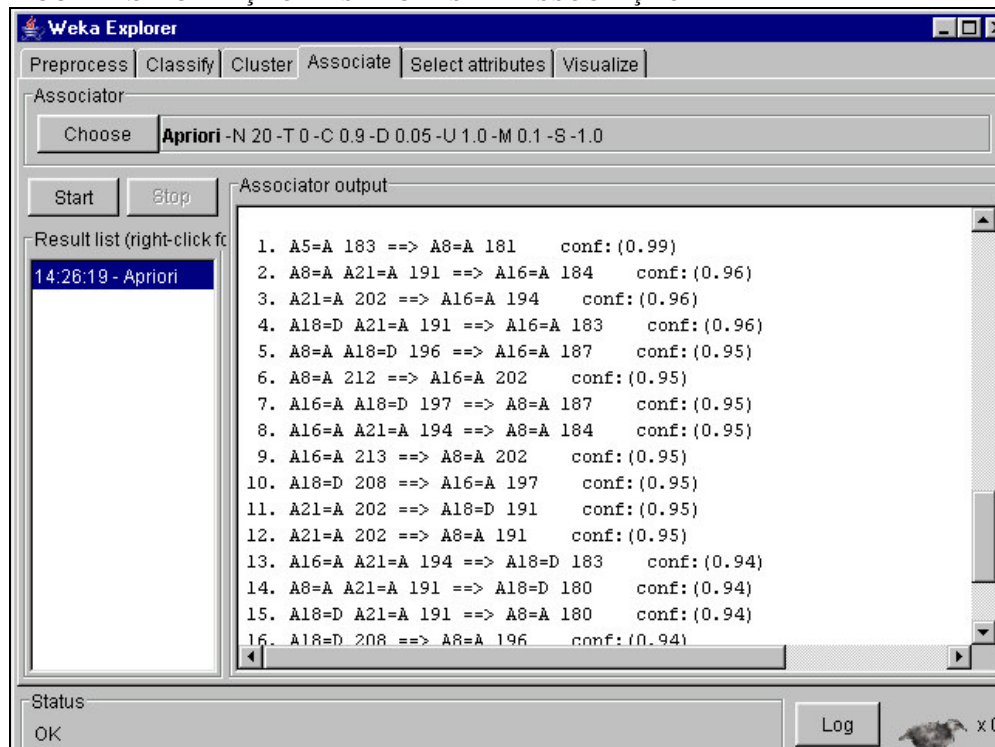 Weka Explorer
Preprocess Classify Cluster Associate Select attributes Visualize
Associator
Choose Apriori -N 20 -T 0 -C 0.9 -D 0.05 -U 1.0 -M 0.1 -S -1.0
Start Stop
Associator output
Result list (right-click fo
14:26:19 - Apriori
1. A5=A 183 ==> A8=A 181 conf:(0.99)
2. A8=A A21=A 191 ==> A16=A 184 conf:(0.96)
3. A21=A 202 ==> A16=A 194 conf:(0.96)
4. A18=D A21=A 191 ==> A16=A 183 conf:(0.96)
5. A8=A A18=D 196 ==> A16=A 187 conf:(0.95)
6. A8=A 212 ==> A16=A 202 conf:(0.95)
7. A16=A A18=D 197 ==> A8=A 187 conf:(0.95)
8. A16=A A21=A 194 ==> A8=A 184 conf:(0.95)
9. A16=A 213 ==> A8=A 202 conf:(0.95)
10. A18=D 208 ==> A16=A 197 conf:(0.95)
11. A21=A 202 ==> A18=D 191 conf:(0.95)
12. A21=A 202 ==> A8=A 191 conf:(0.95)
13. A16=A A21=A 194 ==> A18=D 183 conf:(0.94)
14. A8=A A21=A 191 ==> A18=D 180 conf:(0.94)
15. A18=D A21=A 191 ==> A8=A 180 conf:(0.94)
16. A18=D 208 ==> A8=A 196 conf:(0.94)
Status
OK
Log
x 0